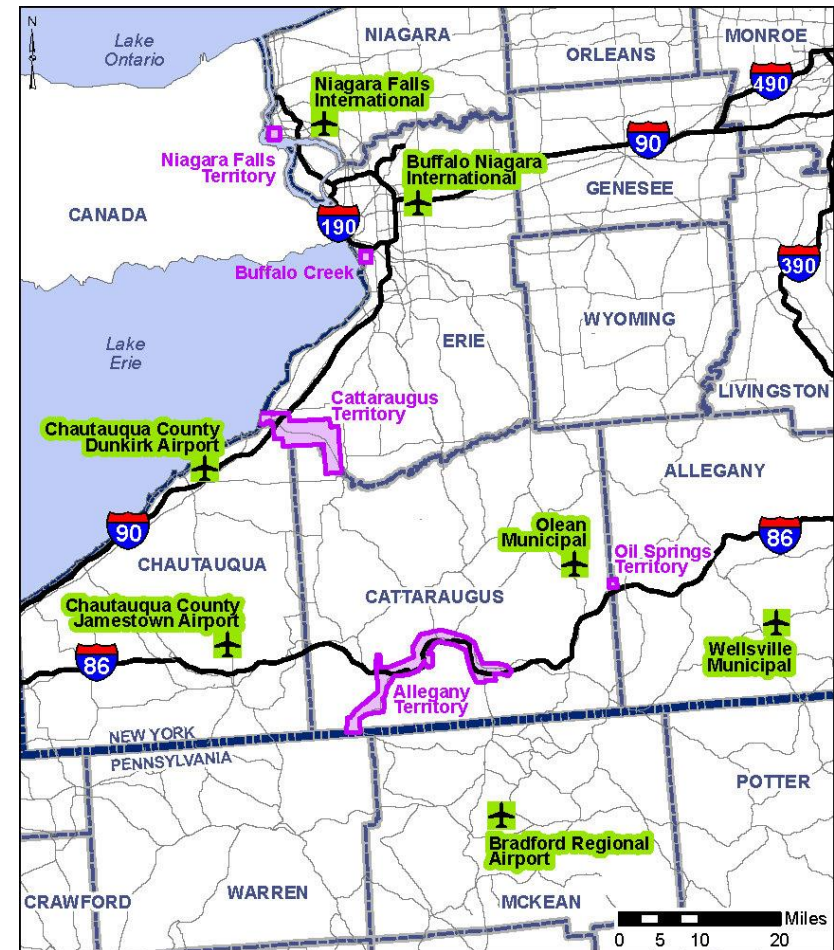 N
Lake
Ontario
NIAGARA
ORLEANS
MONROE
490
Niagara Falls
International
90
Niagara Falls
Territory
Buffalo Niagara
International
GENESEE
CANADA
190
390
Buffalo Creek
WYOMING
Lake
Erie
ERIE
LIVINGSTON
Cattaraugus
Territory
Chautauqua County
Dunkirk Airport
ALLEGANY
90
Olean
Municipal
86
Oil Springs
Territory
CHAUTAUQUA
CATTARAUGUS
Chautauqua County
Jamestown Airport
86
Wellsville
Municipal
Allegany
Territory
NEW YORK
PENNSYLVANIA
POTTER
Bradford Regional
Airport
CRAWFORD
WARREN
MCKEAN
Miles
0 5 10 20